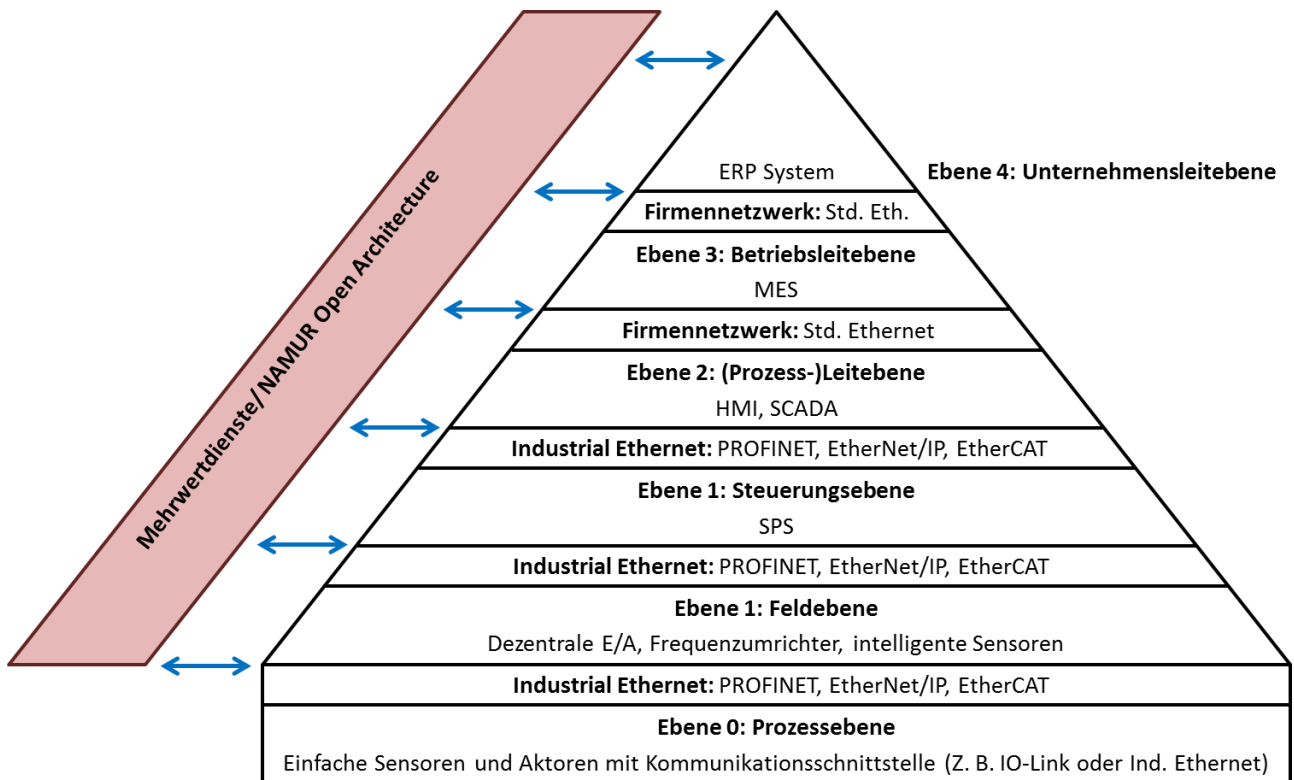 Mehrwertdienste/NAMUR Open Architecture
ERP System
Ebene 4: Unternehmensleitebene
Firmennetzwerk: Std. Eth.
Ebene 3: Betriebsleitebene
MES
Firmennetzwerk: Std. Ethernet
Ebene 2: (Prozess-)Leitebene
HMI, SCADA
Industrial Ethernet: PROFINET, EtherNet/IP, EtherCAT
Ebene 1: Steuerungsebene
SPS
Industrial Ethernet: PROFINET, EtherNet/IP, EtherCAT
Ebene 1: Feldebene
Dezentrale E/A, Frequenzumrichter, intelligente Sensoren
Industrial Ethernet: PROFINET, EtherNet/IP, EtherCAT
Ebene 0: Prozessebene
Einfache Sensoren und Aktoren mit Kommunikationsschnittstelle (Z. B. IO-Link oder Ind. Ethernet)